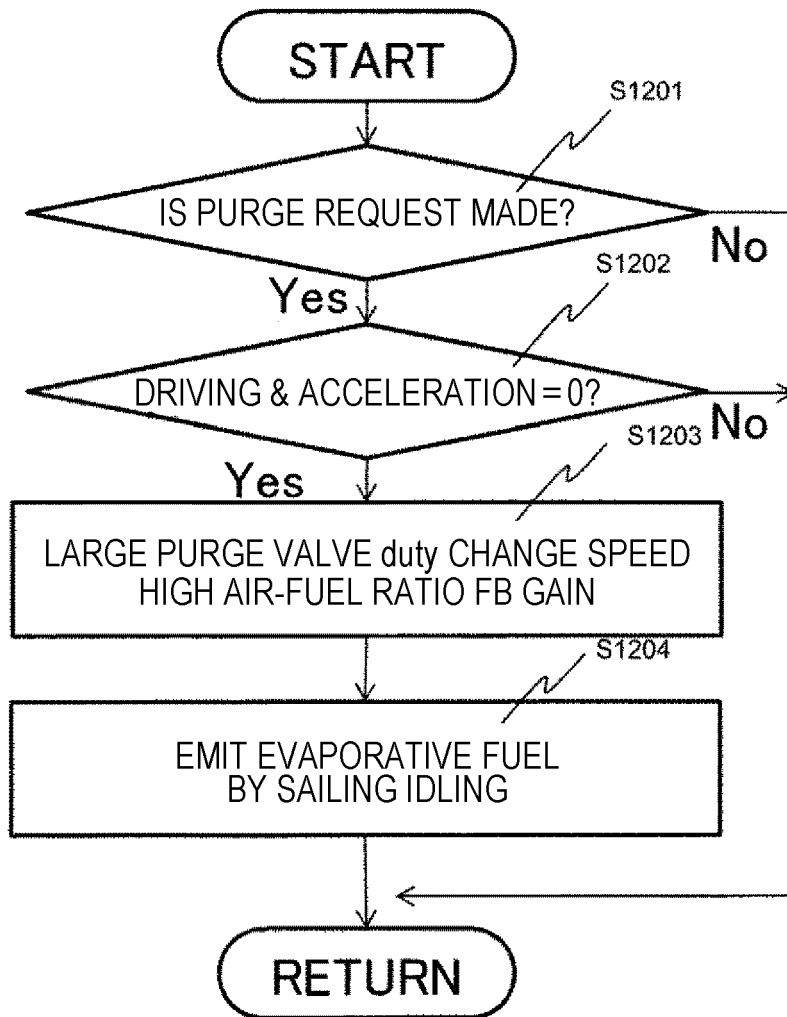 START
S1201
IS PURGE REQUEST MADE?
No
Yes
S1202
DRIVING & ACCELERATION = 0?
No
Yes
S1203
LARGE PURGE VALVE duty CHANGE SPEED
HIGH AIR-FUEL RATIO FB GAIN
S1204
EMIT EVAPORATIVE FUEL
BY SAILING IDLING
RETURN